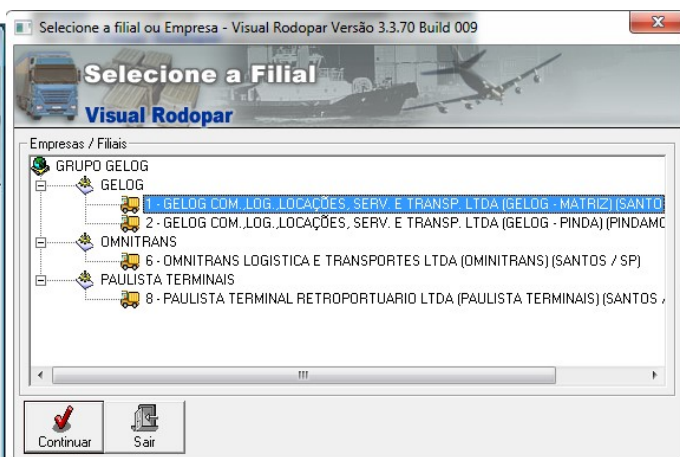 Selecione a filial ou Empresa - Visual Rodopar Versão 3.3.70 Build 009
Selecione a Filial
Visual Rodopar
Empresas / Filiais
GRUPO GELOG
GELOG
1 - GELOG COM.,LOG.,LOCAÇÕES, SERV. E TRANSP. LTDA (GELOG - MATRIZ) (SANTO
2 - GELOG COM.,LOG.,LOCAÇÕES, SERV. E TRANSP. LTDA (GELOG - PINDA) (PINDAMO
OMNITRANS
6 - OMNITRANS LOGISTICA E TRANSPORTES LTDA (OMINITRANS) (SANTOS / SP)
PAULISTA TERMINAIS
8 - PAULISTA TERMINAL RETROPORTUARIO LTDA (PAULISTA TERMINAIS) (SANTOS /
Continuar
Sair